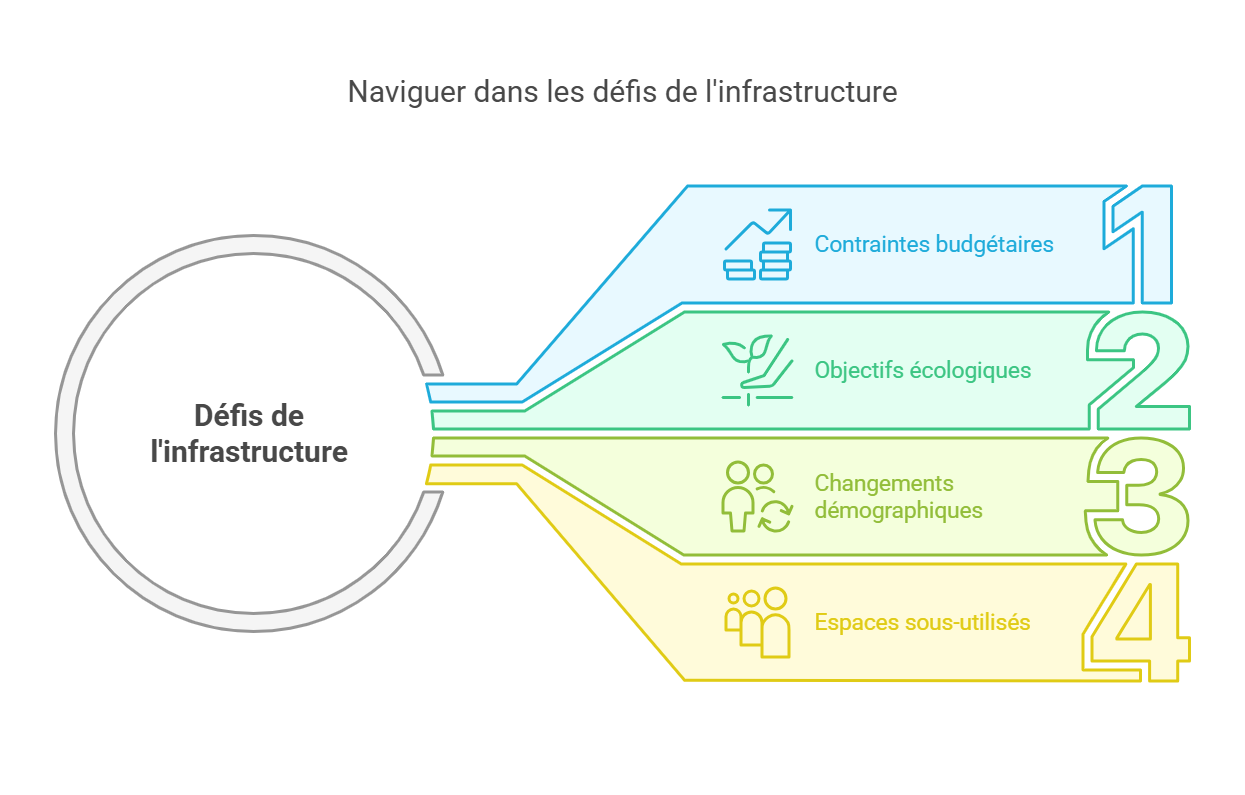 Naviguer dans les défis de l'infrastructure
Défis de
l'infrastructure
Contraintes budgétaires
1
Objectifs écologiques
2
Changements
démographiques
3
Espaces sous-utilisés
4